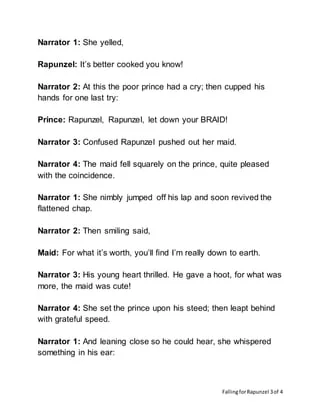 Narrator 1: She yelled,
Rapunzel: It's better cooked you know!
Narrator 2: At this the poor prince had a cry; then cupped his
hands for one last try:
Prince: Rapunzel, Rapunzel, let down your BRAID!
Narrator 3: Confused Rapunzel pushed out her maid.
Narrator 4: The maid fell squarely on the prince, quite pleased
with the coincidence.
Narrator 1: She nimbly jumped off his lap and soon revived the
flattened chap.
Narrator 2: Then smiling said,
Maid: For what it's worth, you'll find I'm really down to earth.
Narrator 3: His young heart thrilled. He gave a hoot, for what was
more, the maid was cute!
Narrator 4: She set the prince upon his steed; then leapt behind
with grateful speed.
Narrator 1: And leaning close so he could hear, she whispered
something in his ear:
Falling for Rapunzel 3 of 4